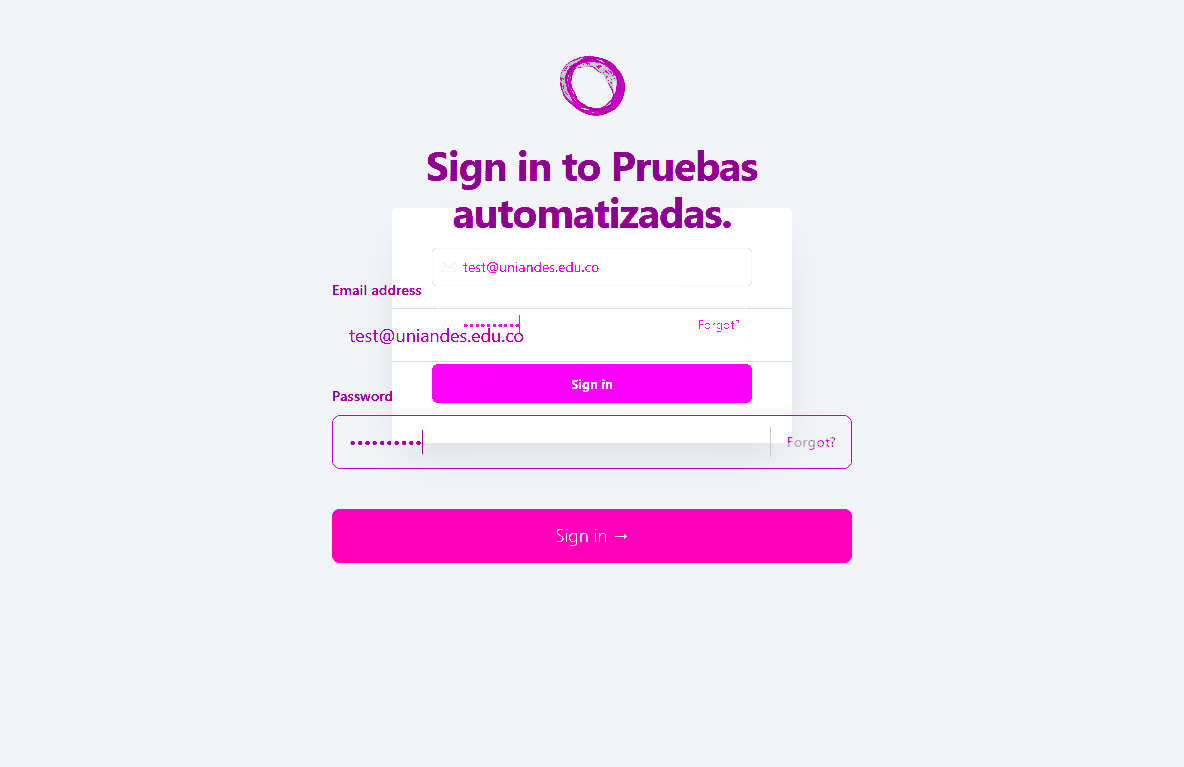 Sign in to Pruebas
automatizadas.
test@uniandes.edu.co
Email address
Forgot?
test@uniandes.edu.co
Sign in
Password
Forgot?
Sign in →